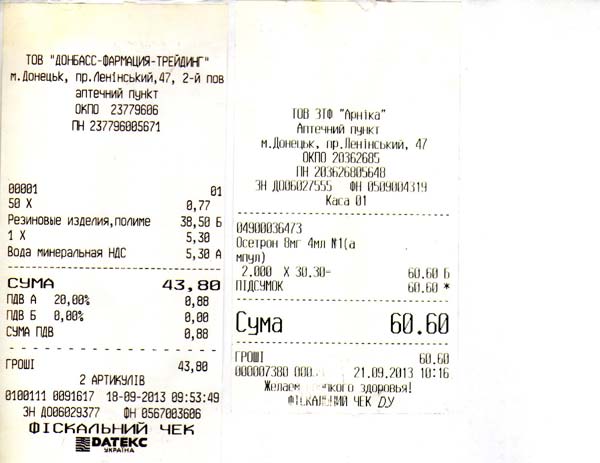 ТОВ "ДОНБАСС-ФАРМАЦИЯ-ТРЕЙДИНГ"
м.Донецьк, пр.Ленінський,47, 2-й пов
аптечний пункт
ОКПО 23779606
ПН 237796005671
00001 01
50 X 0,77
Резиновые изделия,полиме 38,50 Б
1 X 5,30
Вода минеральная НДС 5,30 А
СУМА 43,80
ПДВ А 20,00% 0,88
ПДВ Б 0,00% 0,00
СУМА ПДВ 0,88
ГРОШІ 43,80
2 АРТИКУЛІВ
0100111 0091617 18-09-2013 09:53:49
ЗН ДО06029377 ФН 0567003606
ФІСКАЛЬНИЙ ЧЕК
DATEКС
УКРАЇНА
ТОВ ЗТФ "Арніка"
Аптечний пункт
м.Донецьк, пр.Ленінський, 47
ОКПО 20362685
ПН 203626805648
ЗН ДО06027555 ФН 0509004319
Каса 01
04900036473
Осетрон 8мг 4мл N1(а
мпул)
2.000 X 30.30= 60.60 Б
ПІДСУМОК 60.60 *
Сума 60.60
ГРОШІ 60.60
000007380 21.09.2013 10:16
Желаем здоровья!
ФІСКАЛЬНИЙ ЧЕК